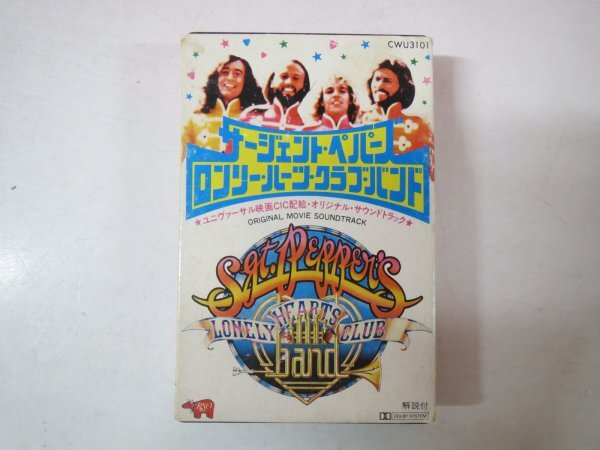 CWU3101
サージェント・ペパーズ
ロンリー・ハーツ・クラブ・バンド
★ユニヴァーサル映画CIC配給・オリジナル・サウンドトラック★
ORIGINAL MOVIE SOUNDTRACK
Sgt. PEPPER'S
LONELY HEARTS CLUB
band
RSO
解説付
DOLBY SYSTEM